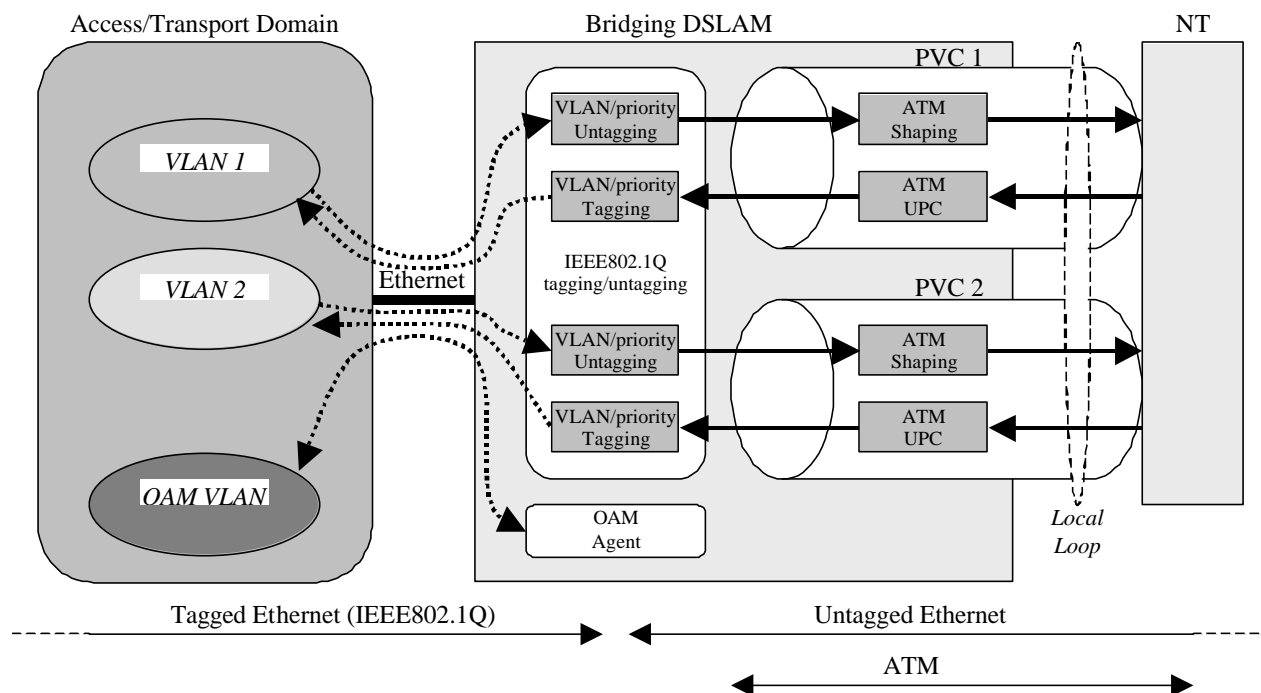 Access/Transport Domain
Bridging DSLAM
NT
PVC 1
VLAN/priority
Untagging
ATM
Shaping
VLAN 1
VLAN/priority
Tagging
ATM
UPC
IEEE802.1Q
tagging/untagging
Ethernet
VLAN 2
PVC 2
VLAN/priority
Untagging
ATM
Shaping
VLAN/priority
Tagging
ATM
UPC
OAM VLAN
OAM
Agent
Local
Loop
Tagged Ethernet (IEEE802.1Q)
Untagged Ethernet
ATM